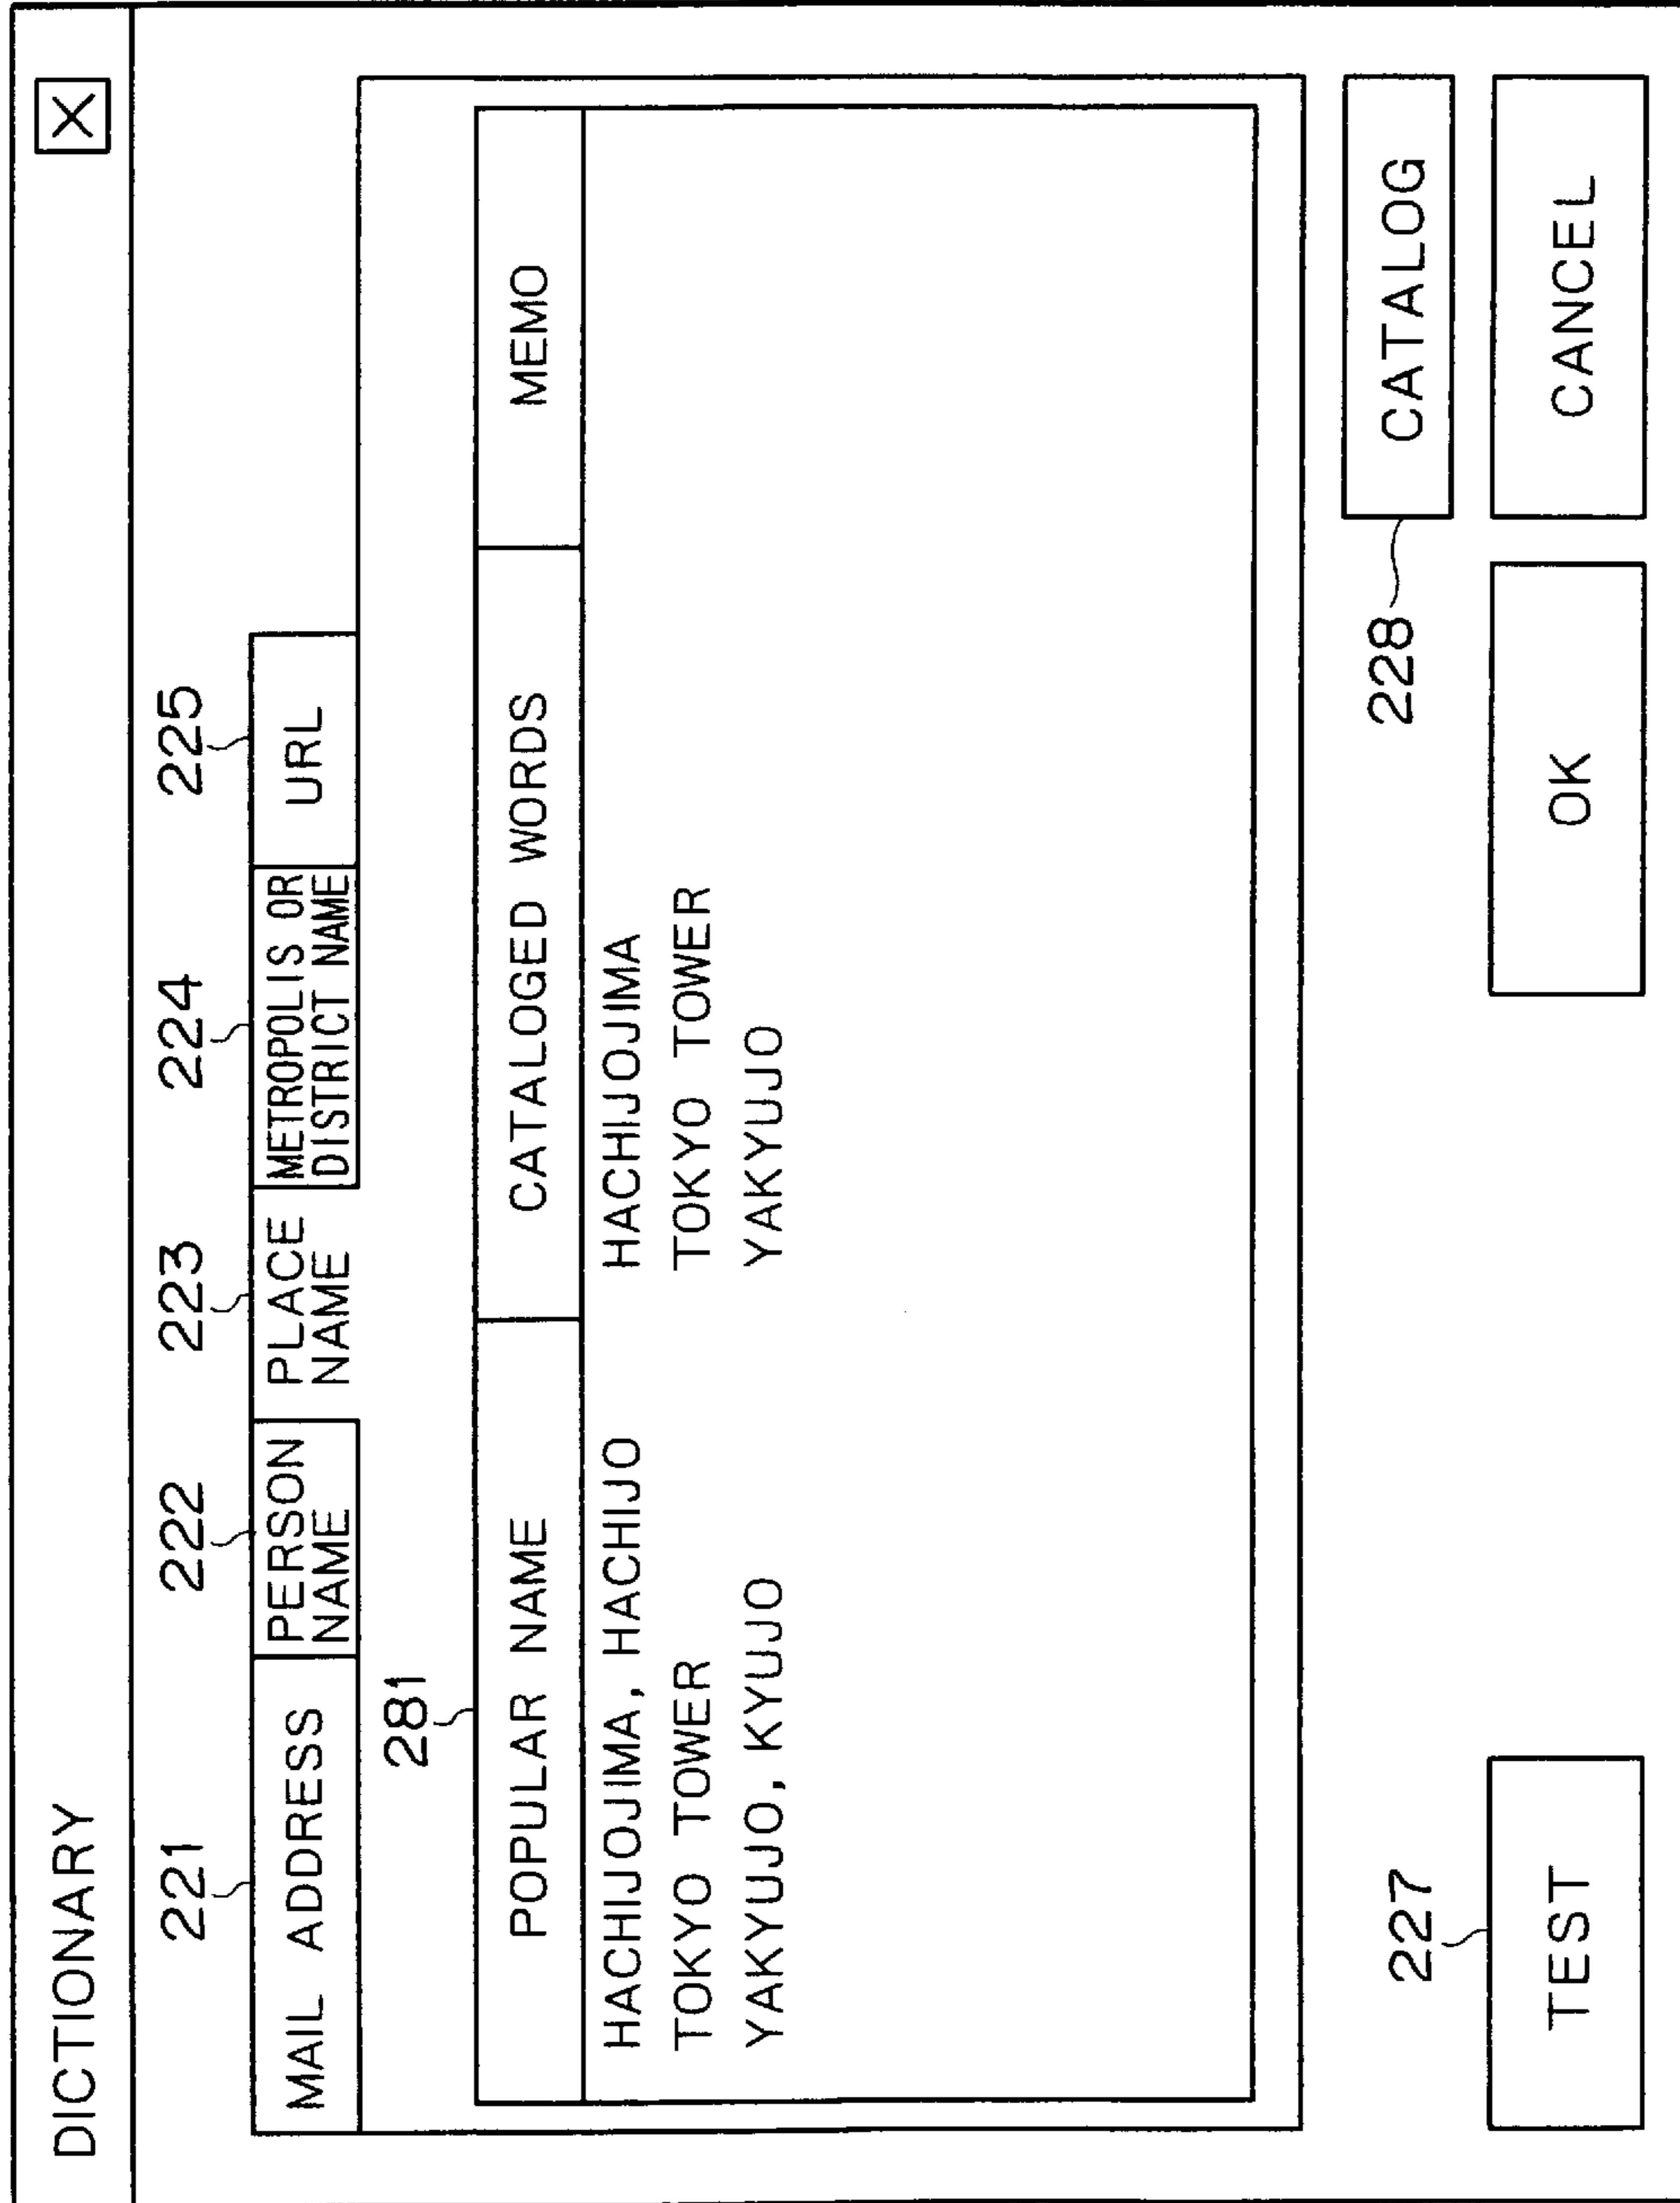 DICTIONARY X
221 222 223 224 225
MAIL ADDRESS PERSON NAME PLACE NAME METROPOLIS OR DISTRICT NAME URL
281
POPULAR NAME CATALOGED WORDS MEMO
HACHIJOJIMA, HACHIJO HACHIJOJIMA
TOKYO TOWER TOKYO TOWER
YAKYUJO, KYUJO YAKYUJO
228 CATALOG
227
TEST OK CANCEL